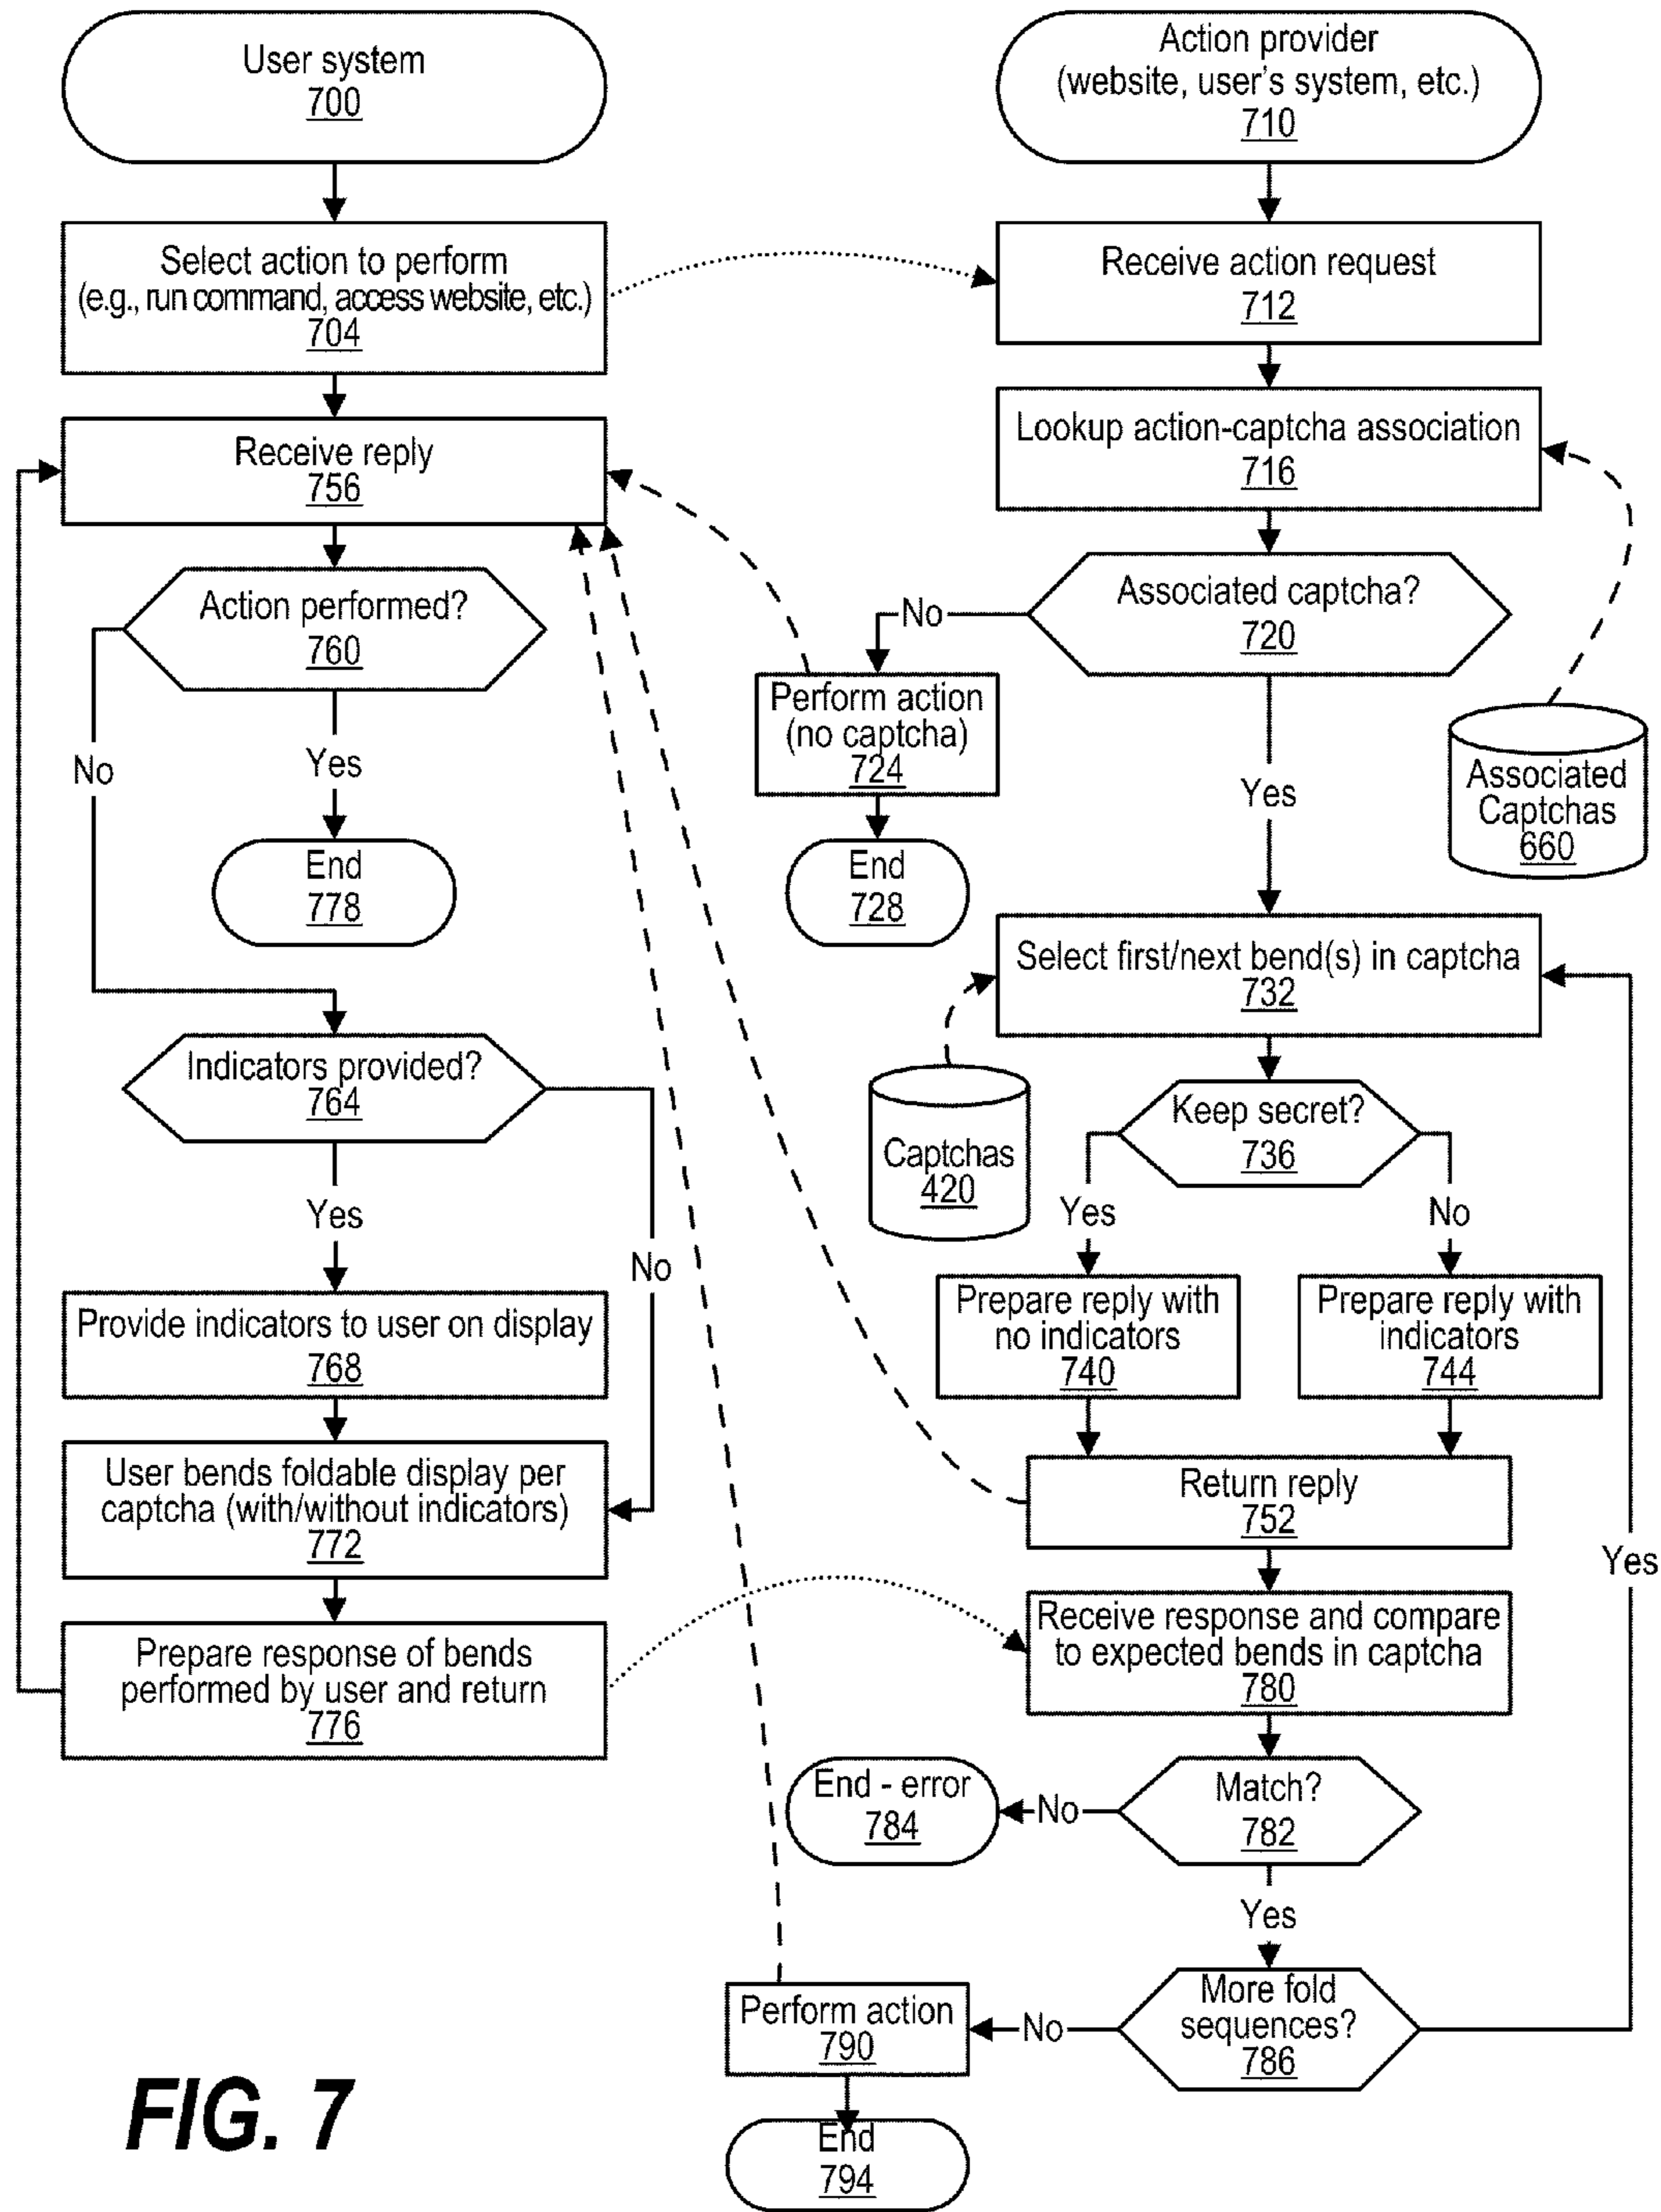 User system
700
Select action to perform
(e.g., run command, access website, etc.)
704
Receive reply
756
Action performed?
760
No
Yes
End
778
Indicators provided?
764
Yes
No
Provide indicators to user on display
768
User bends foldable display per
captcha (with/without indicators)
772
Prepare response of bends
performed by user and return
776
Action provider
(website, user's system, etc.)
710
Receive action request
712
Lookup action-captcha association
716
Associated captcha?
720
No
Perform action
(no captcha)
724
End
728
Yes
Associated
Captchas
660
Select first/next bend(s) in captcha
732
Captchas
420
Keep secret?
736
Yes
No
Prepare reply with
no indicators
740
Prepare reply with
indicators
744
Return reply
752
Yes
Receive response and compare
to expected bends in captcha
780
Match?
782
No
End - error
784
Yes
More fold
sequences?
786
No
Perform action
790
End
794
FIG. 7